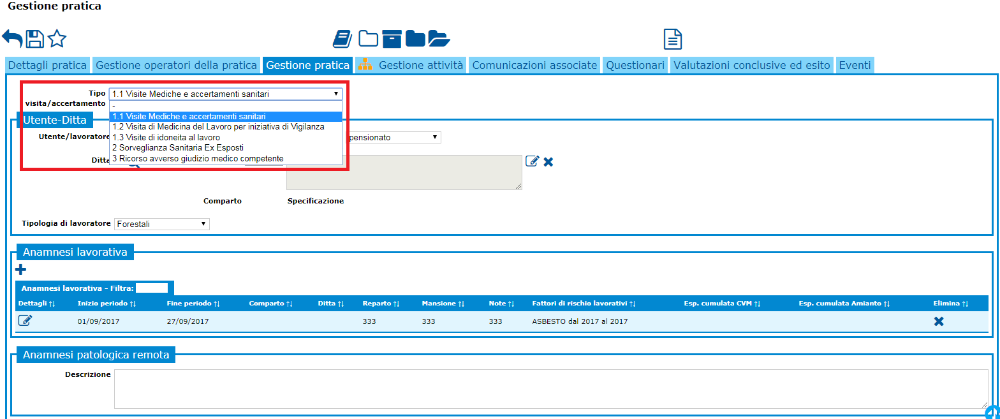 Gestione pratica
Dettagli pratica Gestione operatori della pratica Gestione pratica Gestione attività Comunicazioni associate Questionari Valutazioni conclusive ed esito Eventi
Tipo visita/accertamento 1.1 Visite Mediche e accertamenti sanitari
-
1.1 Visite Mediche e accertamenti sanitari
1.2 Visita di Medicina del Lavoro per iniziativa di Vigilanza
1.3 Visite di idoneita al lavoro
2 Sorveglianza Sanitaria Ex Esposti
3 Ricorso avverso giudizio medico competente
Utente-Ditta
Utente/lavoratore pensionato
Ditta
Comparto Specificazione
Tipologia di lavoratore Forestali
Anamnesi lavorativa
Anamnesi lavorativa - Filtra:
Dettagli Inizio periodo Fine periodo Comparto Ditta Reparto Mansione Note Fattori di rischio lavorativi Esp. cumulata CVM Esp. cumulata Amianto Elimina
01/09/2017 27/09/2017 333 333 333 ASBESTO dal 2017 al 2017
Anamnesi patologica remota
Descrizione